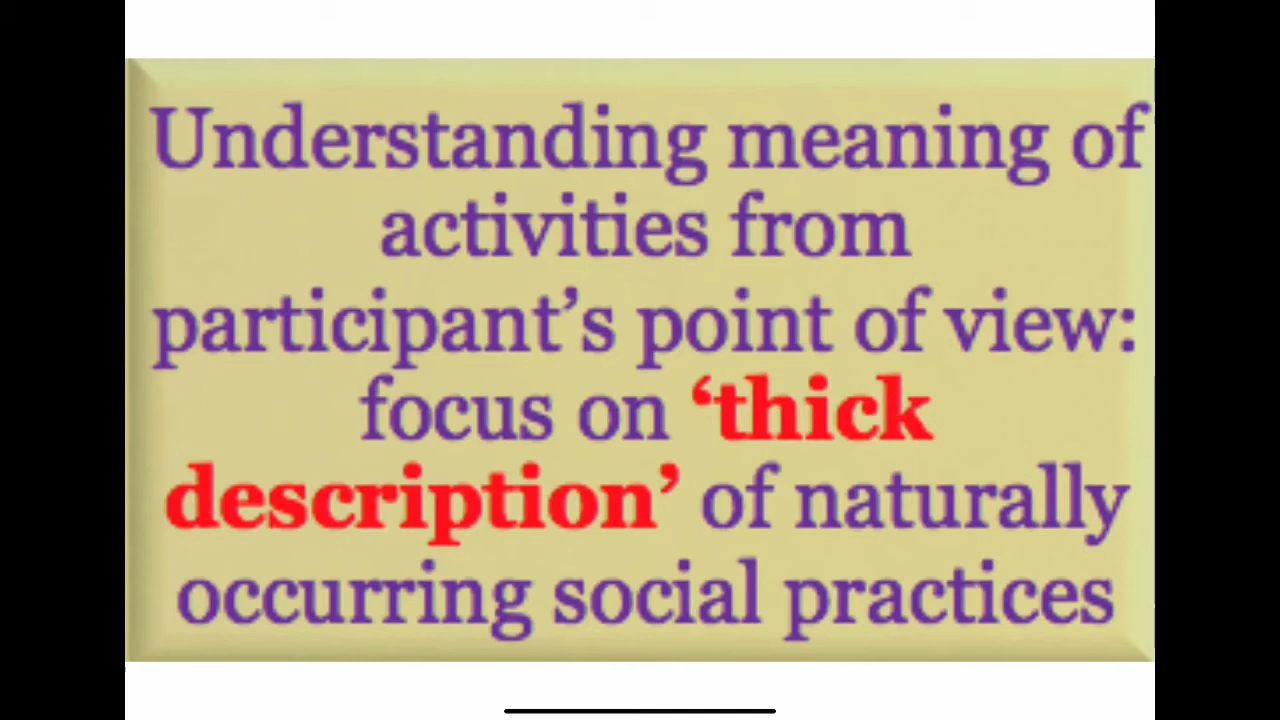 Understanding meaning of
activities from
participant’s point of view:
focus on ‘thick
description’ of naturally
occurring social practices